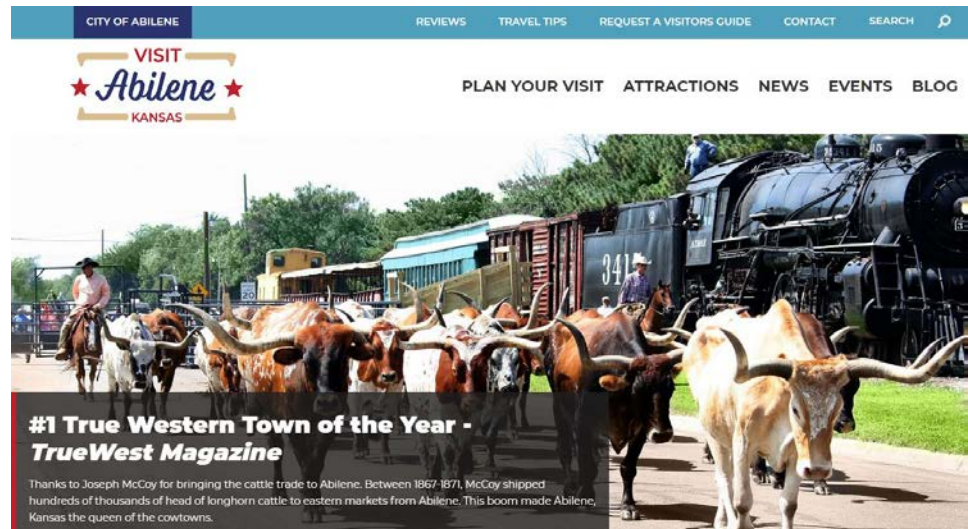 CITY OF ABILENE
REVIEWS TRAVEL TIPS REQUEST A VISITORS GUIDE CONTACT SEARCH
VISIT
Abilene
KANSAS
PLAN YOUR VISIT ATTRACTIONS NEWS EVENTS BLOG
20
#1 True Western Town of the Year -
TrueWest Magazine
Thanks to Joseph McCoy for bringing the cattle trade to Abilene. Between 1867-1871, McCoy shipped
hundreds of thousands of head of longhorn cattle to eastern markets from Abilene. This boom made Abilene,
Kansas the queen of the cowtowns.